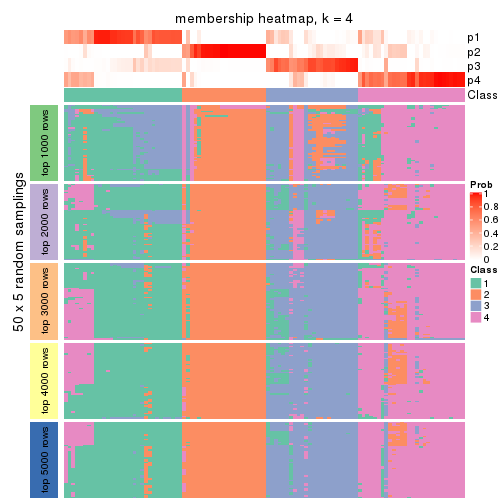 membership heatmap, k = 4
p1
p2
p3
p4
Class
50 x 5 random samplings
top 1000 rows
top 2000 rows
top 3000 rows
top 4000 rows
top 5000 rows
Prob
1
0.8
0.6
0.4
0.2
0
Class
1
2
3
4